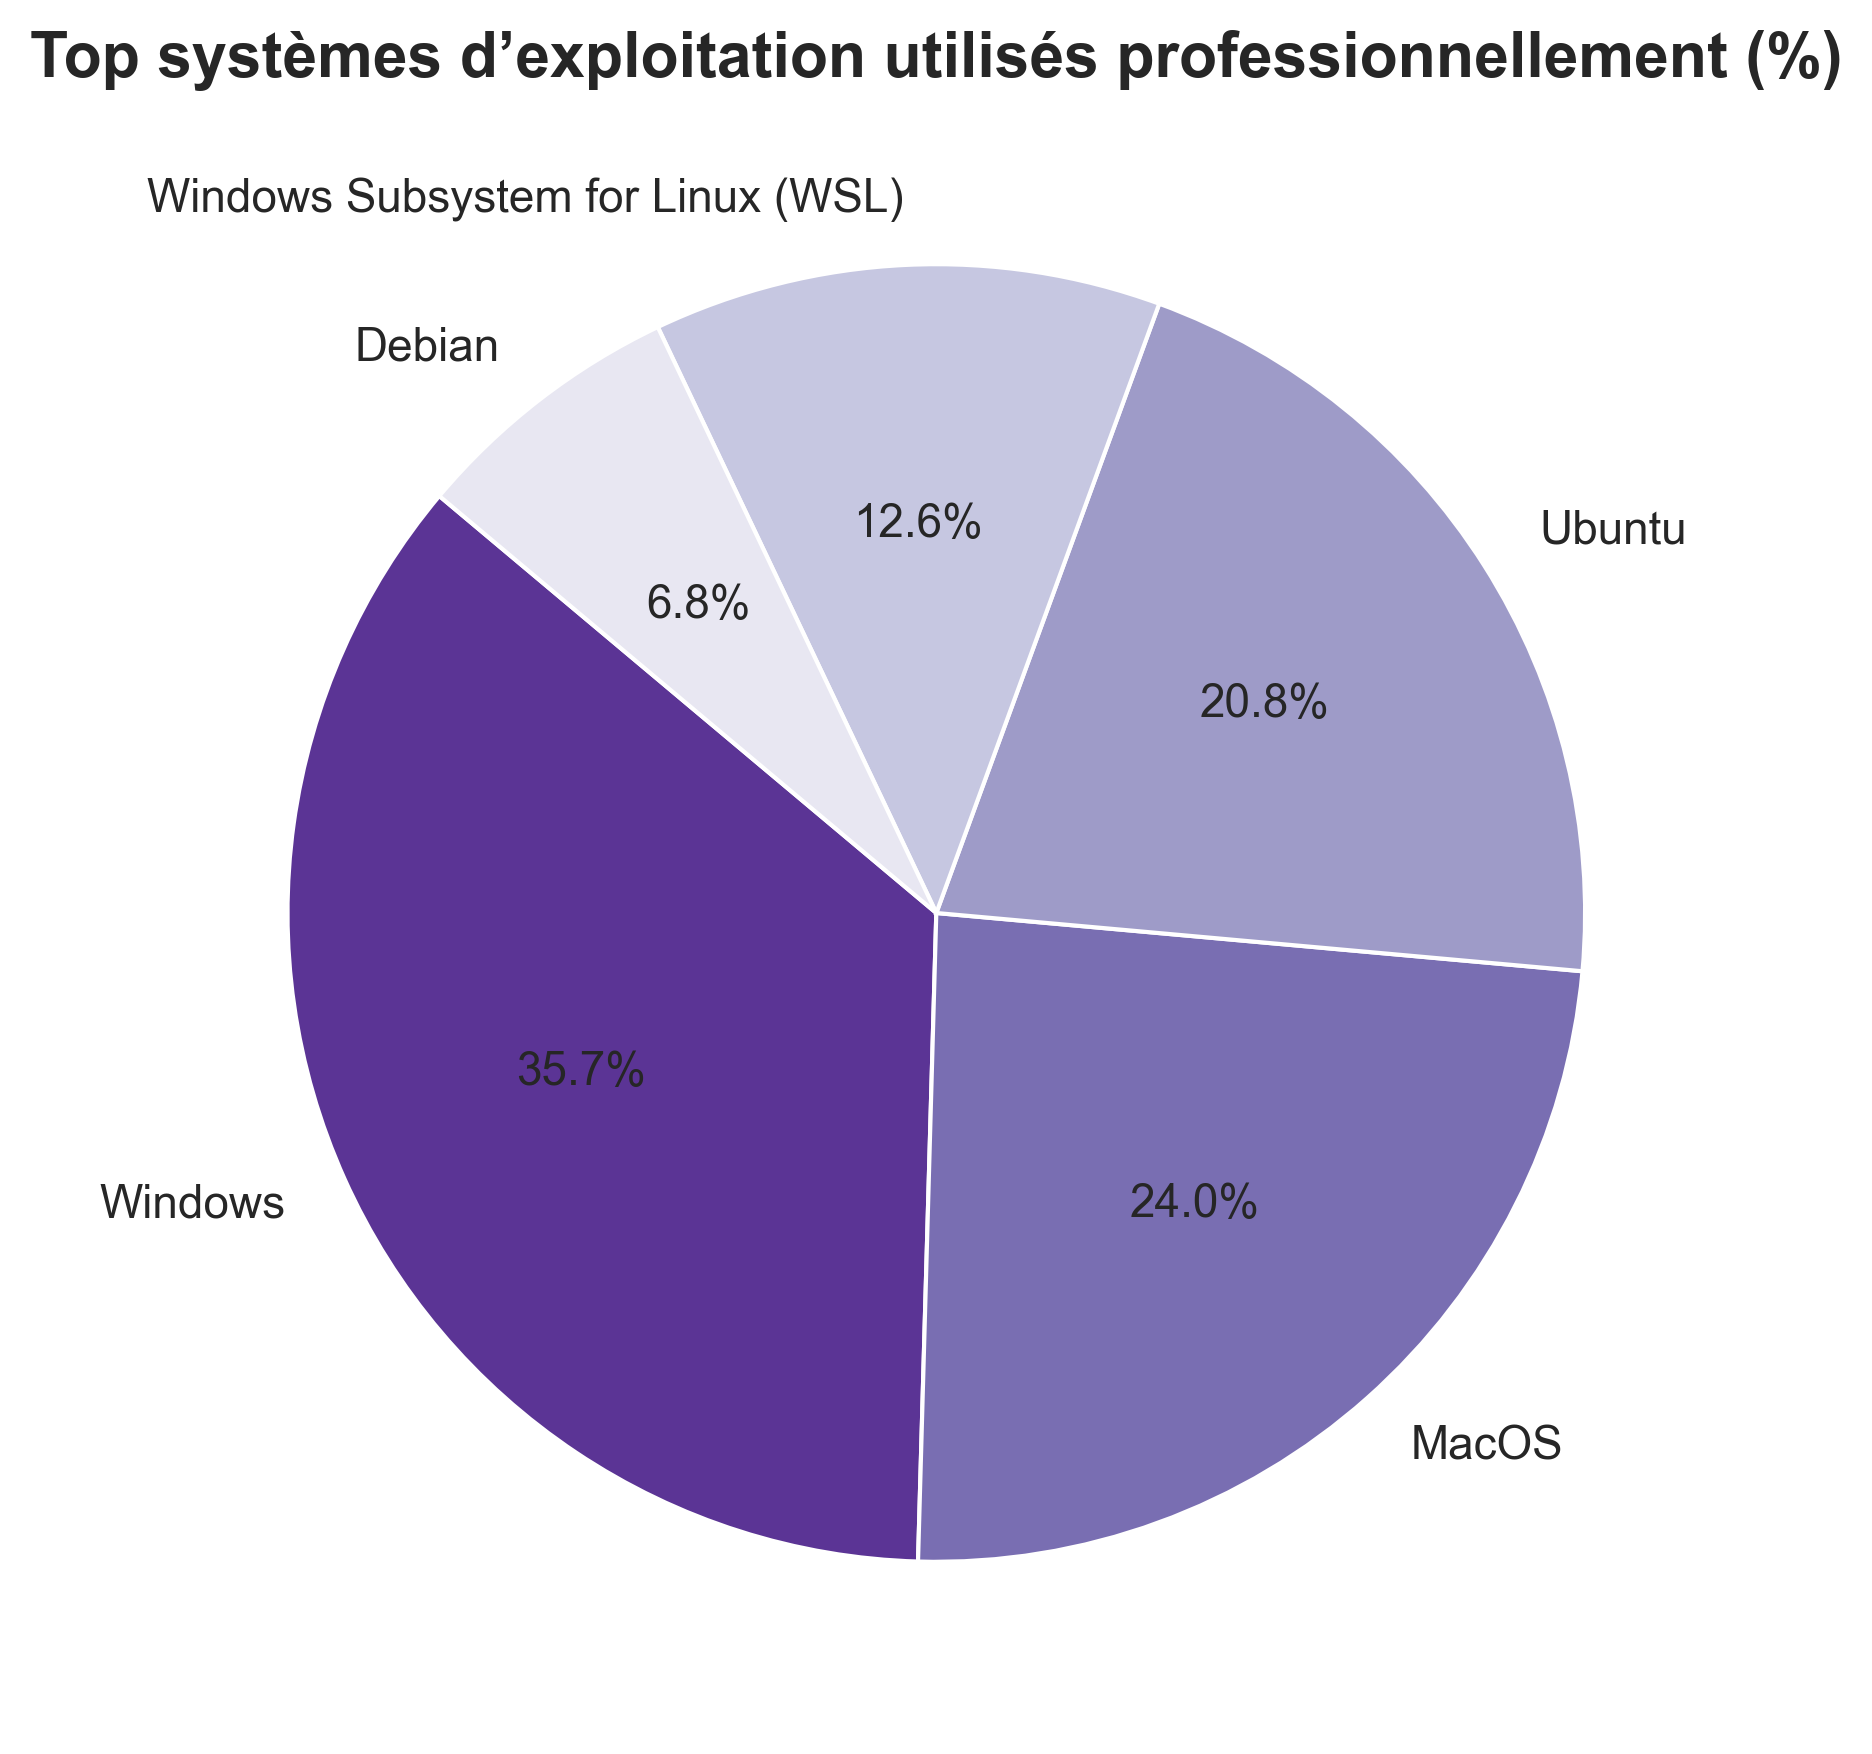 Top systèmes d’exploitation utilisés professionnellement (%)
Windows Subsystem for Linux (WSL)
Debian
12.6%
Ubuntu
6.8%
20.8%
35.7%
Windows
24.0%
MacOS